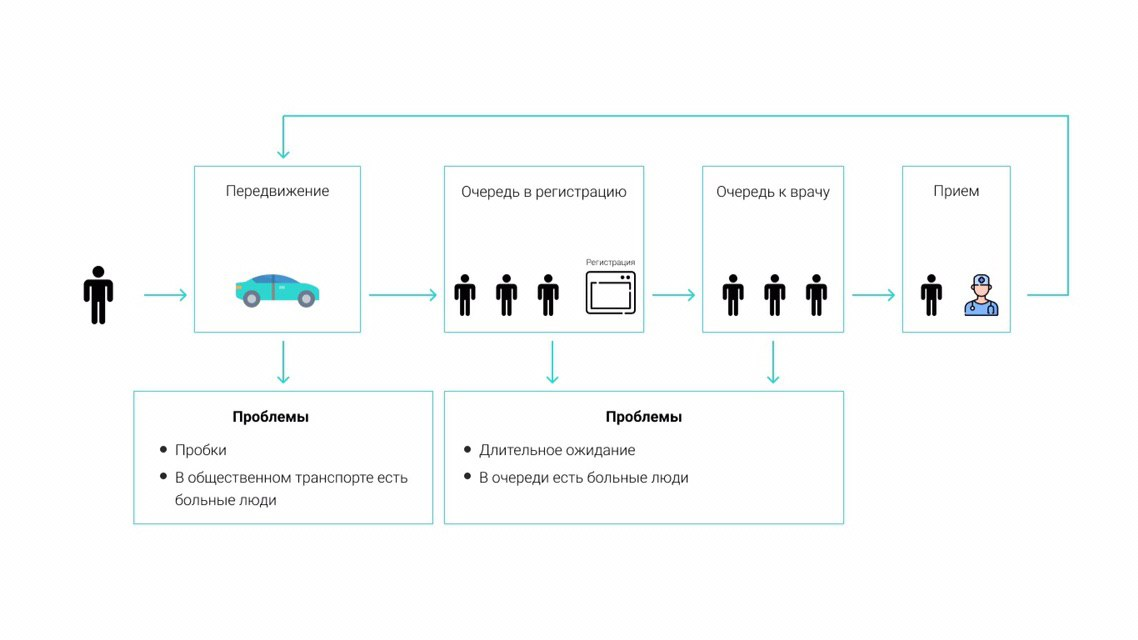 Передвижение
Очередь в регистрацию
Очередь к врачу
Прием
Регистрация
Проблемы
Пробки
В общественном транспорте есть
больные люди
Проблемы
Длительное ожидание
В очереди есть больные люди